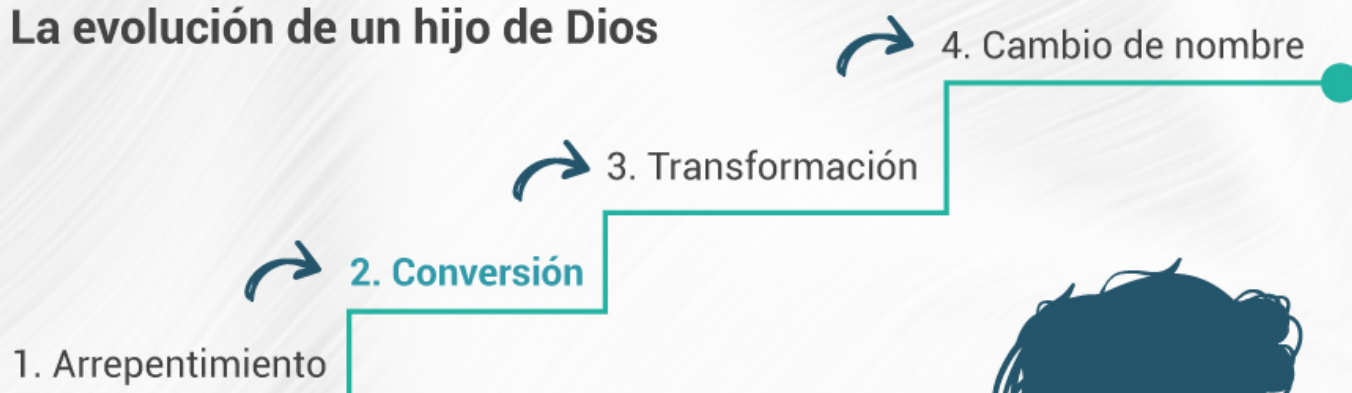 La evolución de un hijo de Dios
4. Cambio de nombre
3. Transformación
2. Conversión
1. Arrepentimiento